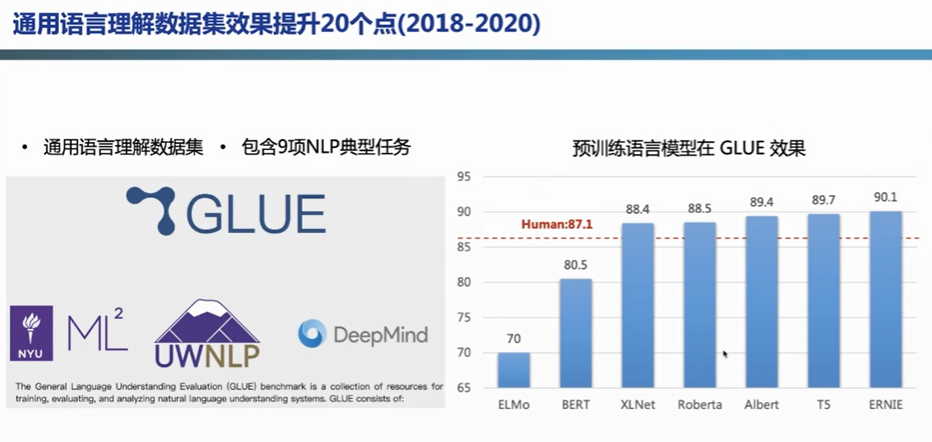 通用语言理解数据集效果提升20个点(2018-2020)
• 通用语言理解数据集 • 包含9项NLP典型任务
GLUE
NYU
ML²
UWNLP
DeepMind
The General Language Understanding Evaluation (GLUE) benchmark is a collection of resources for
training, evaluating, and analyzing natural language understanding systems. GLUE consists of:
预训练语言模型在 GLUE 效果
95
90
85
80
75
70
65
Human:87.1
70
80.5
88.4
88.5
89.4
89.7
90.1
ELMo
BERT
XLNet
Roberta
Albert
T5
ERNIE